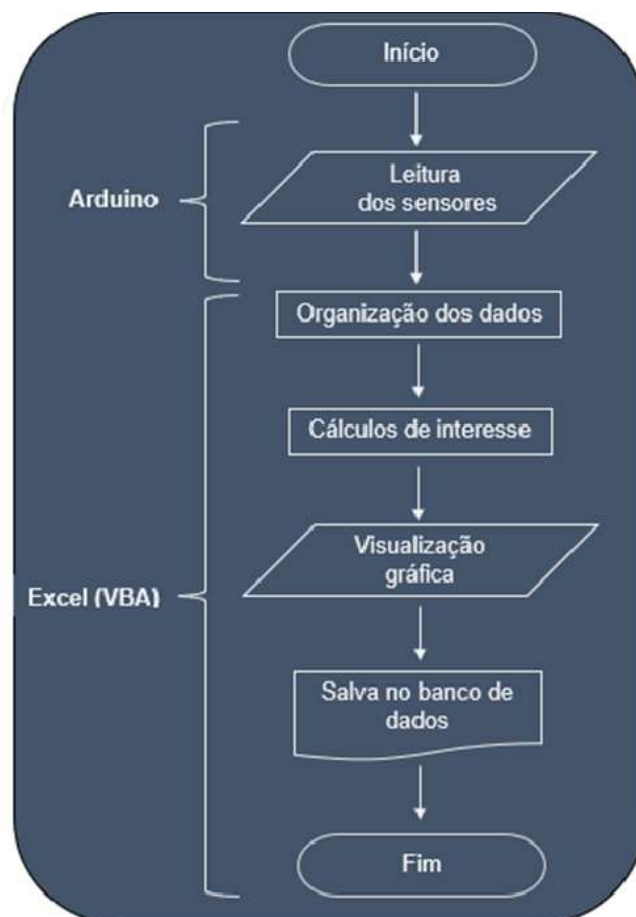 Início
Arduino
Leitura
dos sensores
Organização dos dados
Cálculos de interesse
Visualização
gráfica
Excel (VBA)
Salva no banco de
dados
Fim